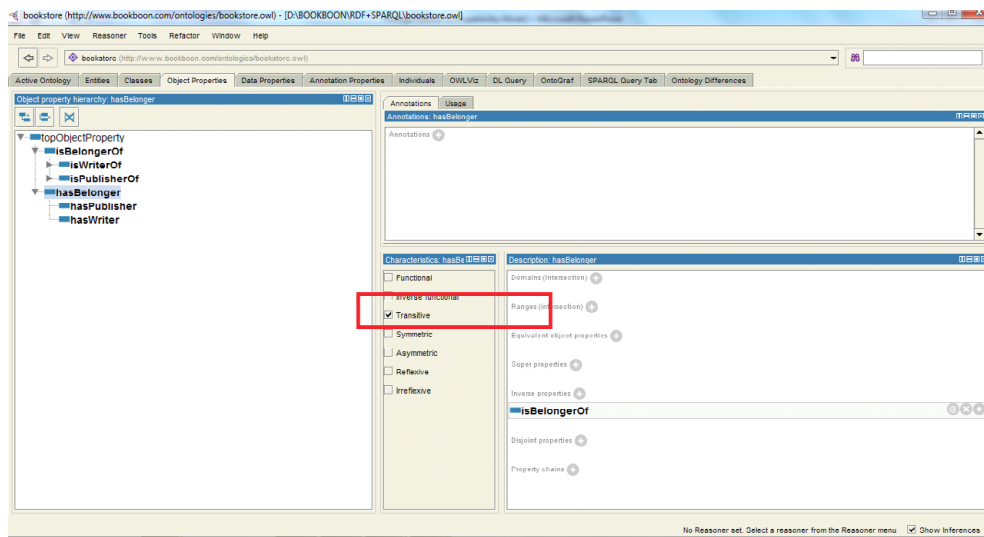 bookstore (http://www.bookboon.com/ontologies/bookstore.owl) - [D:\BOOKBOON\RDF+SPARQL\bookstore.owl]
File Edit View Reasoner Tools Refactor Window Help
bookstore (http://www.bookboon.com/ontologies/bookstore.owl)
Active Ontology Entities Classes Object Properties Data Properties Annotation Properties Individuals OWLViz DL Query OntoGraf SPARQL Query Tab Ontology Differences
Object property hierarchy: hasBelonger
topObjectProperty
isBelongerOf
isWriterOf
isPublisherOf
hasBelonger
hasPublisher
hasWriter
Annotations Usage
Annotations: hasBelonger
Annotations
Characteristics: hasBe
Functional
Inverse functional
Transitive
Symmetric
Asymmetric
Reflexive
Irreflexive
Description: hasBelonger
Domains (intersection)
Ranges (intersection)
Equivalent object properties
Super properties
Inverse properties
isBelongerOf
Disjoint properties
Property chains
No Reasoner set. Select a reasoner from the Reasoner menu Show Inferences